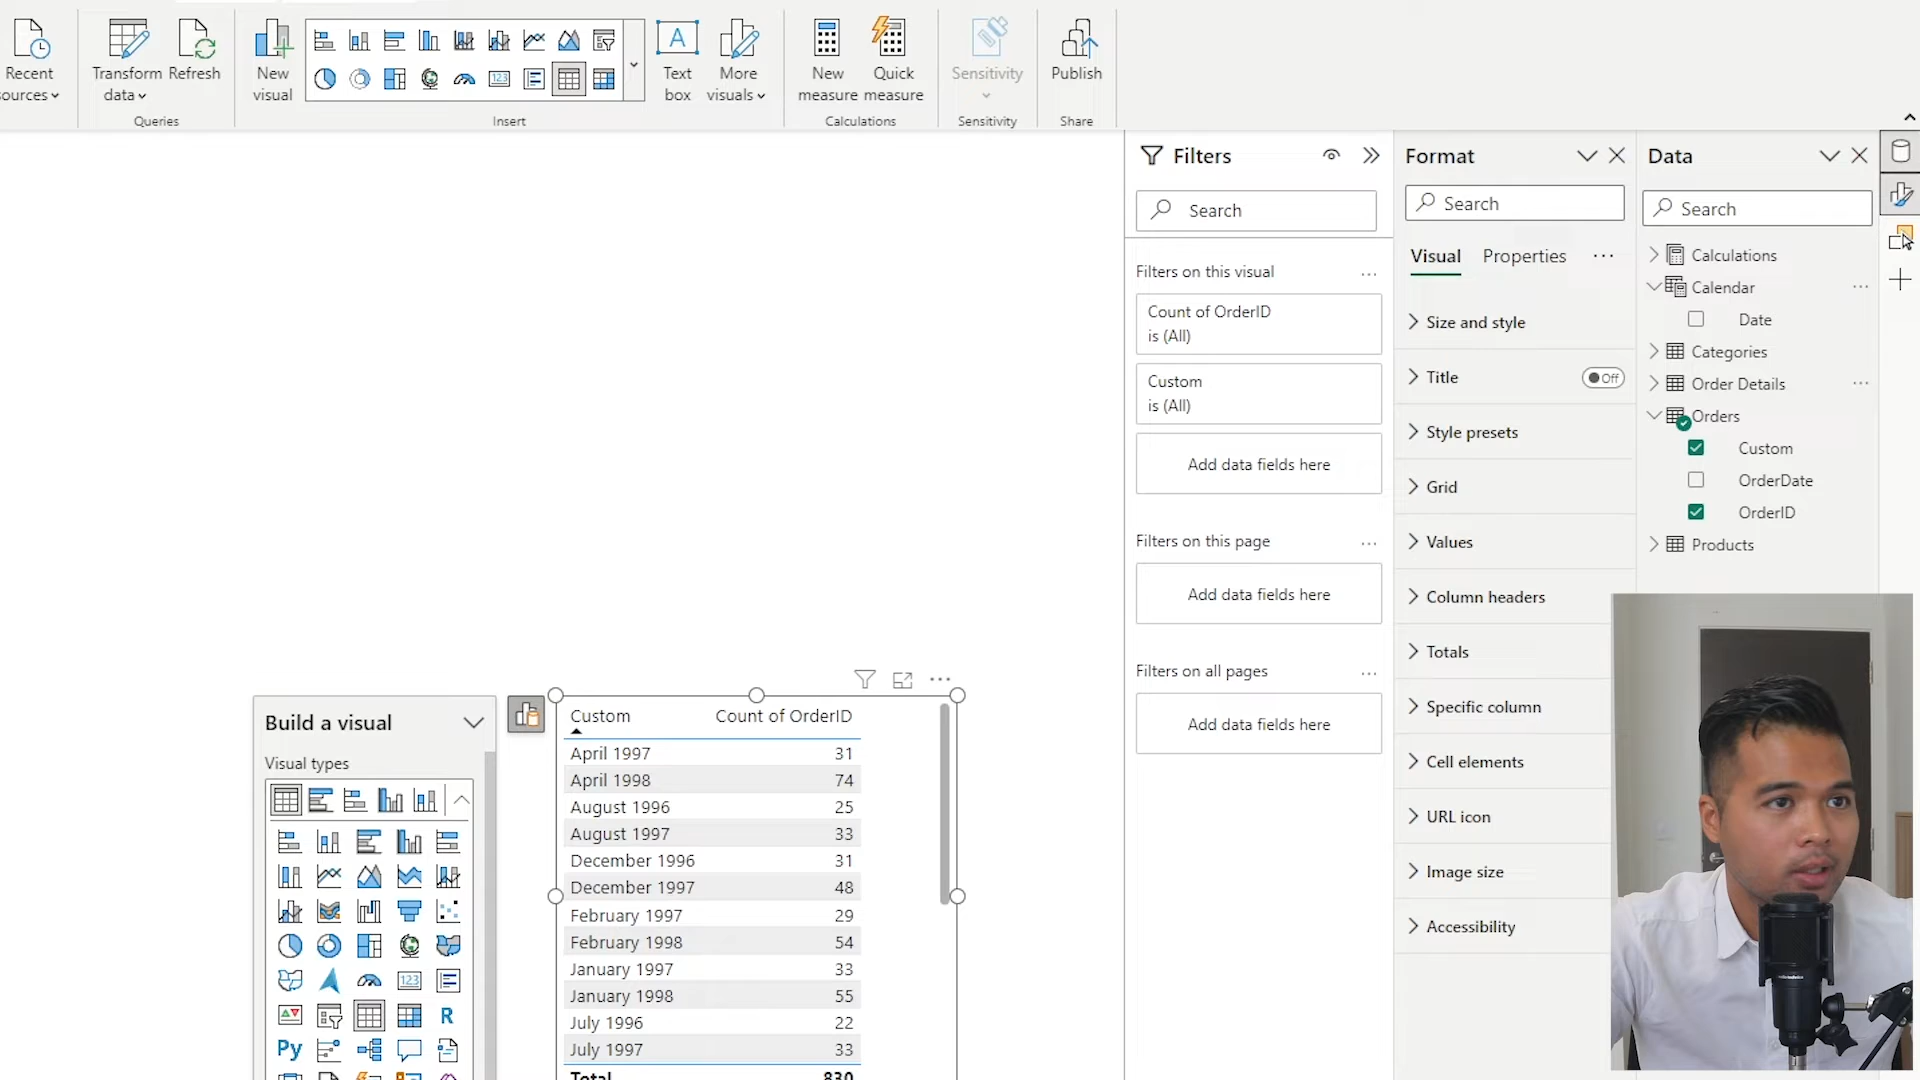 Recent
sources
Transform
data
Refresh
Queries
New
visual
Insert
Text
box
More
visuals
New
measure
Quick
measure
Calculations
Sensitivity
Sensitivity
Publish
Share
123
A
Filters
Search
Filters on this visual
Count of OrderID
is (All)
Custom
is (All)
Add data fields here
Filters on this page
Add data fields here
Filters on all pages
Add data fields here
Format
Search
Visual
Properties
Size and style
Title
Off
Style presets
Grid
Values
Column headers
Totals
Specific column
Cell elements
URL icon
Image size
Accessibility
Data
Search
Calculations
Calendar
Date
Categories
Order Details
Orders
Custom
OrderDate
OrderID
Products
Build a visual
Visual types
123
R
Py
Custom Count of OrderID
April 1997 31
April 1998 74
August 1996 25
August 1997 33
December 1996 31
December 1997 48
February 1997 29
February 1998 54
January 1997 33
January 1998 55
July 1996 22
July 1997 33
Total 830